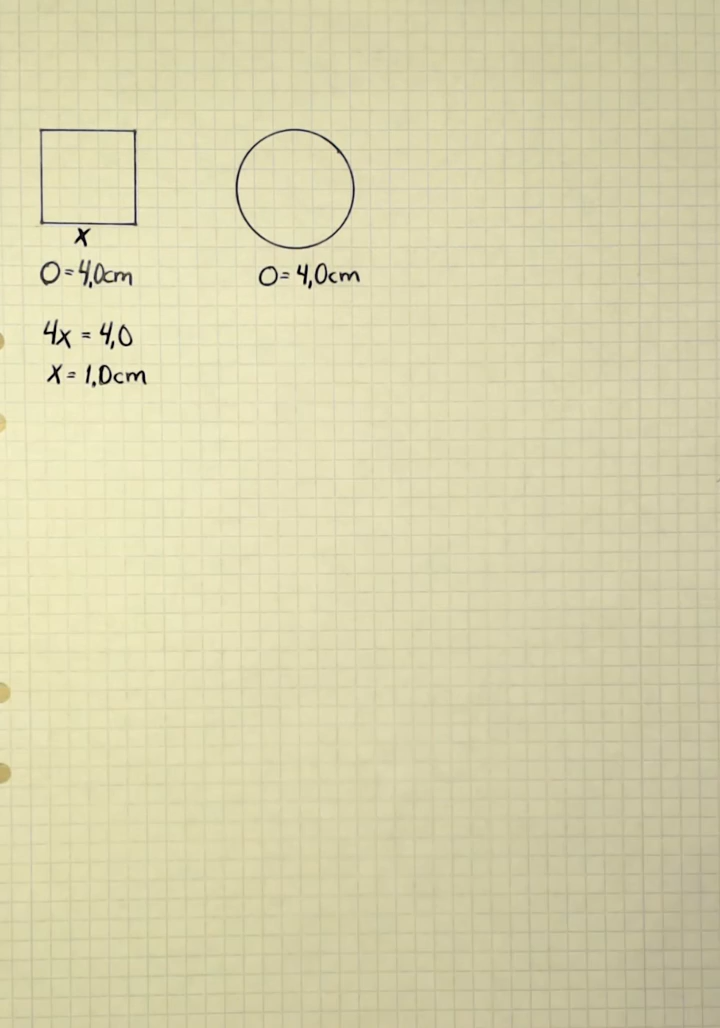 x
O=4,0cm
O=4,0cm
4x = 4,0
x = 1,0cm